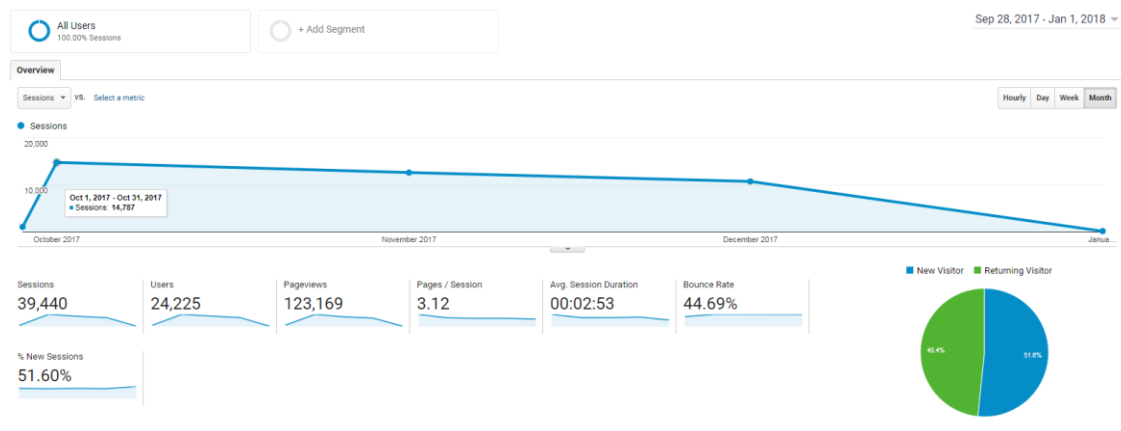 All Users
100.00% Sessions
+ Add Segment
Sep 28, 2017 - Jan 1, 2018
Overview
Sessions VS. Select a metric
Hourly Day Week Month
Sessions
20,000
10,000
Oct 1, 2017 - Oct 31, 2017
Sessions: 14,787
October 2017 November 2017 December 2017 Janua...
New Visitor Returning Visitor
Sessions Users Pageviews Pages / Session Avg. Session Duration Bounce Rate
39,440 24,225 123,169 3.12 00:02:53 44.69%
48.4% 51.6%
% New Sessions
51.60%